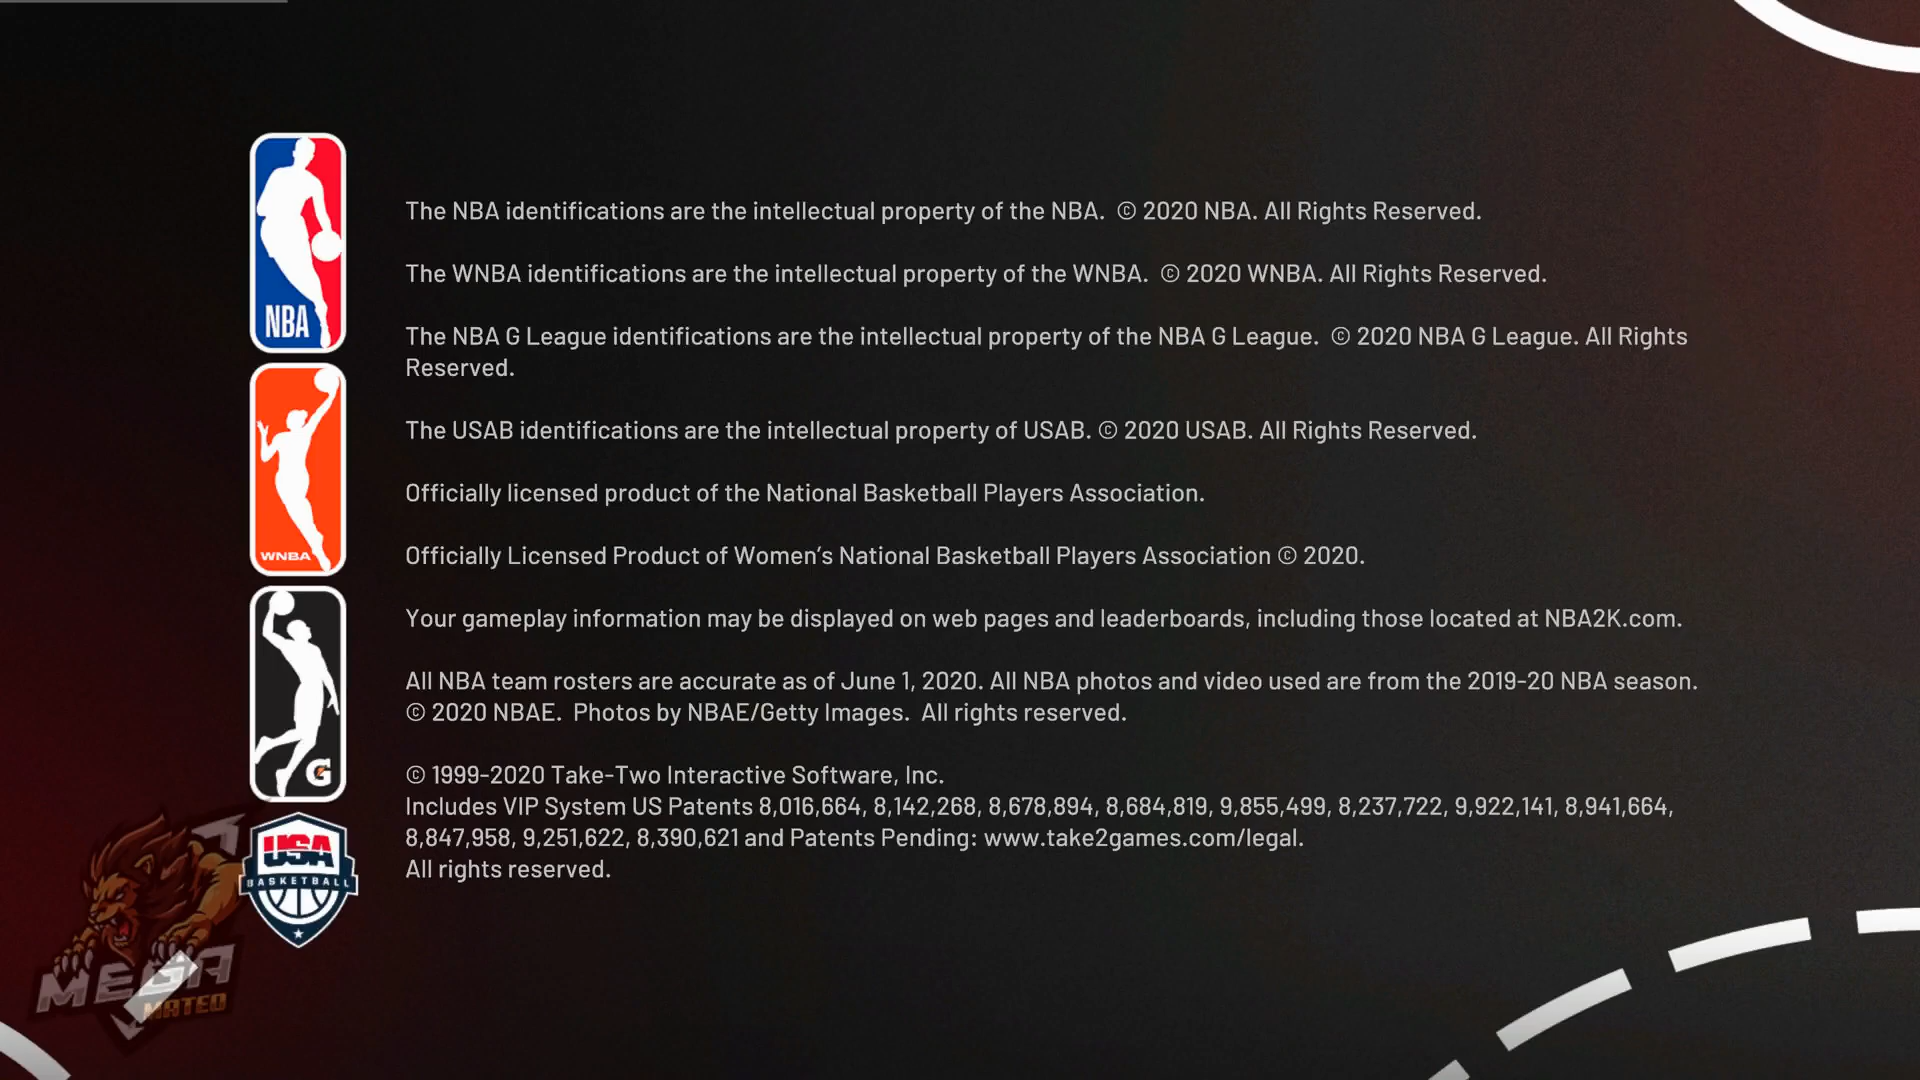 NBA
The NBA identifications are the intellectual property of the NBA.  © 2020 NBA. All Rights Reserved.
The WNBA identifications are the intellectual property of the WNBA.  © 2020 WNBA. All Rights Reserved.
The NBA G League identifications are the intellectual property of the NBA G League.  © 2020 NBA G League. All Rights
Reserved.
The USAB identifications are the intellectual property of USAB. © 2020 USAB. All Rights Reserved.
Officially licensed product of the National Basketball Players Association.
WNBA
Officially Licensed Product of Women’s National Basketball Players Association © 2020.
Your gameplay information may be displayed on web pages and leaderboards, including those located at NBA2K.com.
All NBA team rosters are accurate as of June 1, 2020. All NBA photos and video used are from the 2019-20 NBA season.
© 2020 NBAE.  Photos by NBAE/Getty Images.  All rights reserved.
G
© 1999-2020 Take-Two Interactive Software, Inc.
Includes VIP System US Patents 8,016,664, 8,142,268, 8,678,894, 8,684,819, 9,855,499, 8,237,722, 9,922,141, 8,941,664,
8,847,958, 9,251,622, 8,390,621 and Patents Pending: www.take2games.com/legal.
All rights reserved.
USA
BASKETBALL
MEGA
MATEO